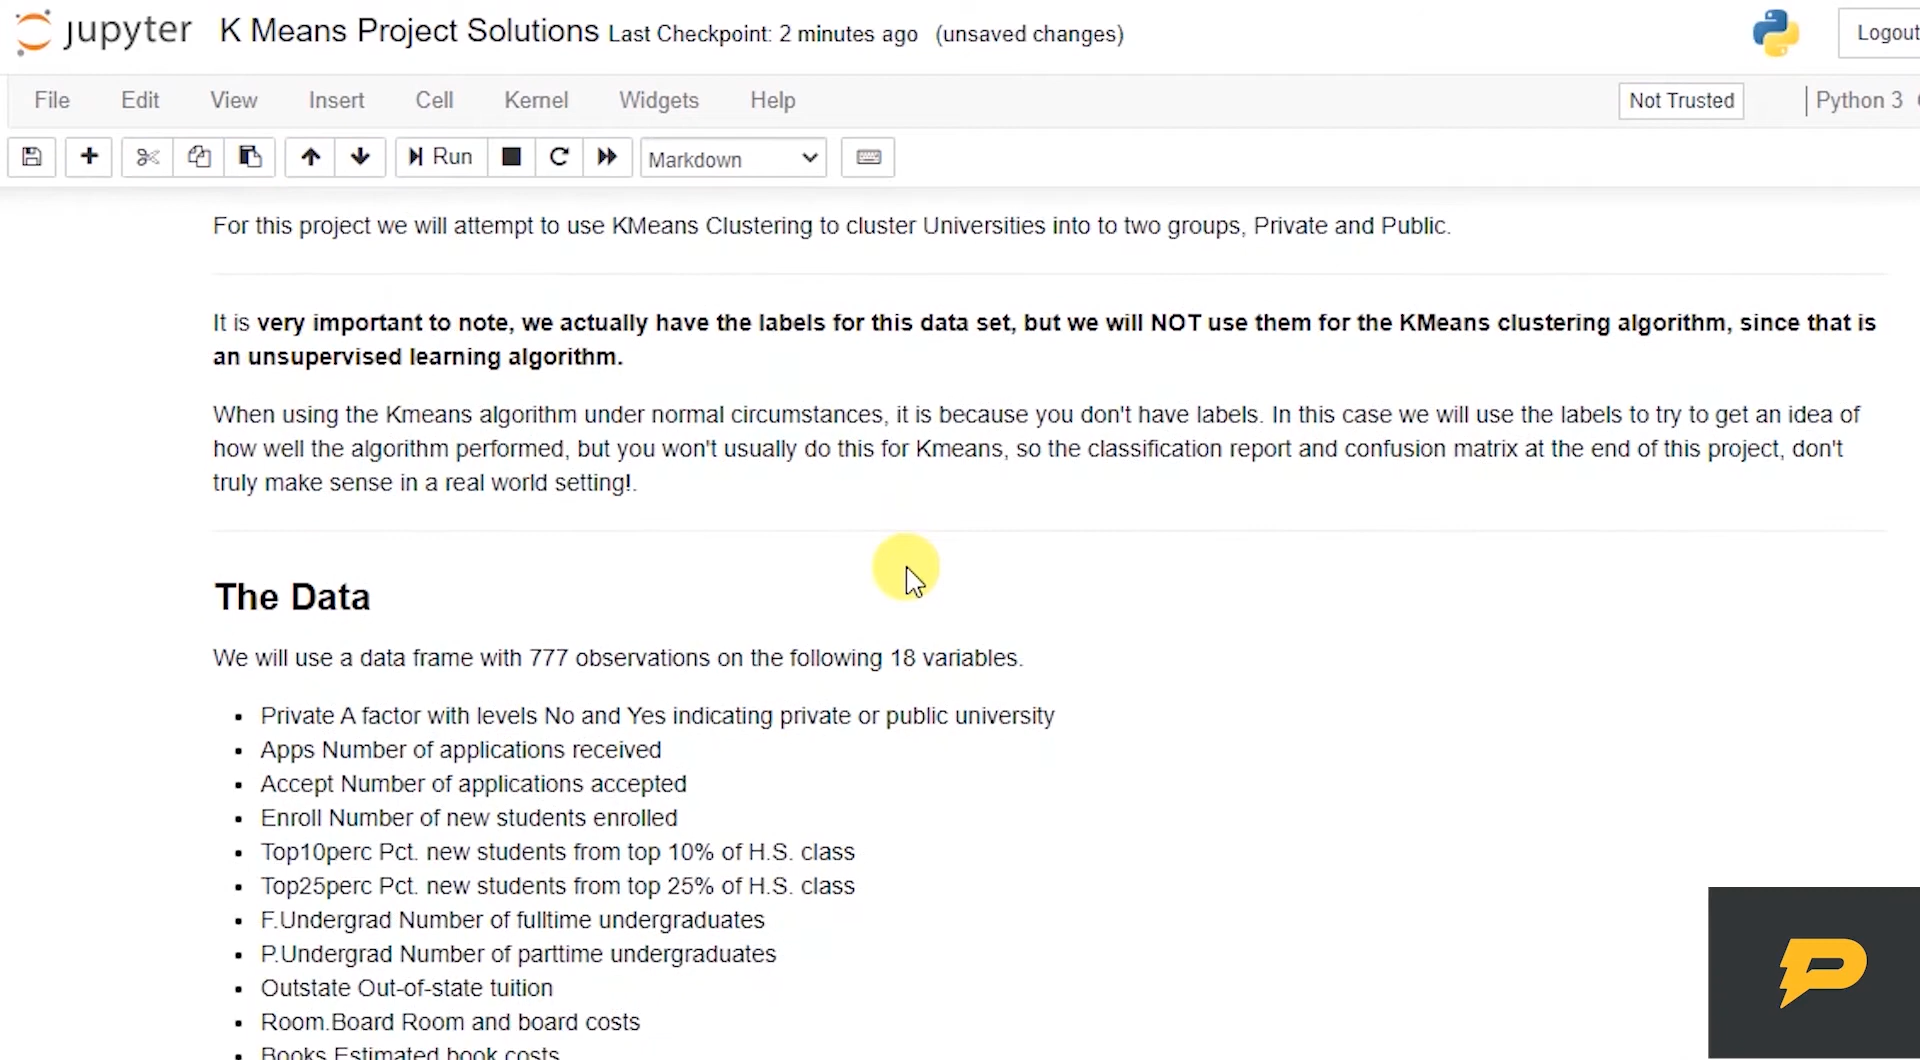 jupyter K Means Project Solutions Last Checkpoint: 2 minutes ago (unsaved changes)
Logout
File Edit View Insert Cell Kernel Widgets Help
Not Trusted
Python 3
Run
Markdown
For this project we will attempt to use KMeans Clustering to cluster Universities into to two groups, Private and Public.
It is very important to note, we actually have the labels for this data set, but we will NOT use them for the KMeans clustering algorithm, since that is
an unsupervised learning algorithm.
When using the Kmeans algorithm under normal circumstances, it is because you don't have labels. In this case we will use the labels to try to get an idea of
how well the algorithm performed, but you won't usually do this for Kmeans, so the classification report and confusion matrix at the end of this project, don't
truly make sense in a real world setting!.
The Data
We will use a data frame with 777 observations on the following 18 variables.
• Private A factor with levels No and Yes indicating private or public university
• Apps Number of applications received
• Accept Number of applications accepted
• Enroll Number of new students enrolled
• Top10perc Pct. new students from top 10% of H.S. class
• Top25perc Pct. new students from top 25% of H.S. class
• F.Undergrad Number of fulltime undergraduates
• P.Undergrad Number of parttime undergraduates
• Outstate Out-of-state tuition
• Room.Board Room and board costs
• Books Estimated book costs